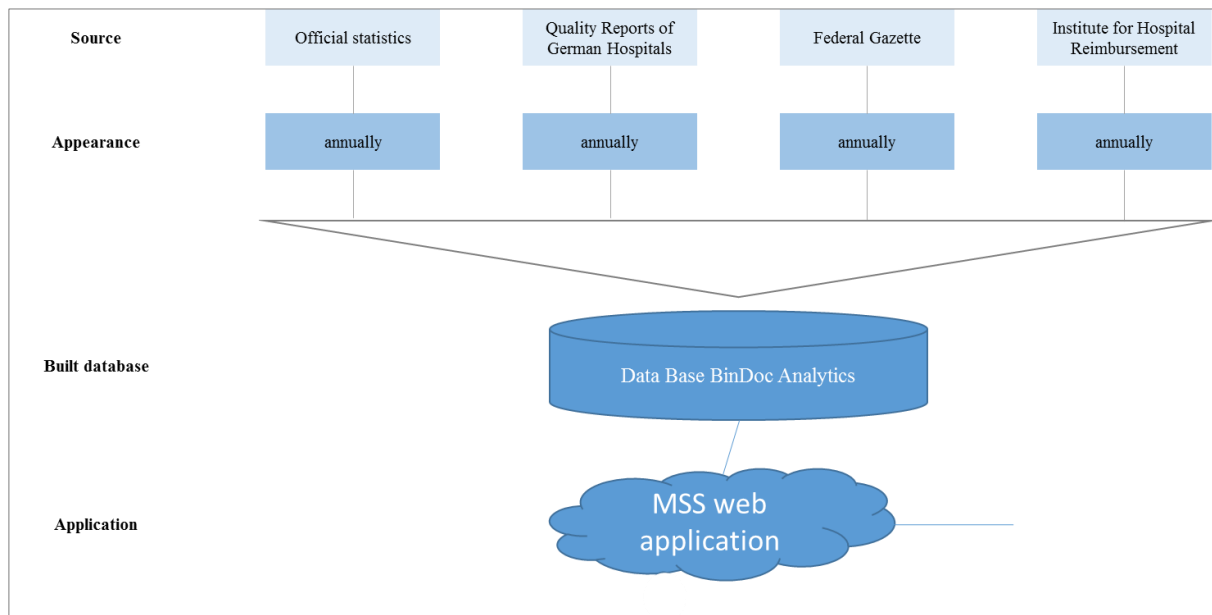 Source
Official statistics
Quality Reports of
German Hospitals
Federal Gazette
Institute for Hospital
Reimbursement
Appearance
annually
annually
annually
annually
Built database
Data Base BinDoc Analytics
Application
MSS web
application